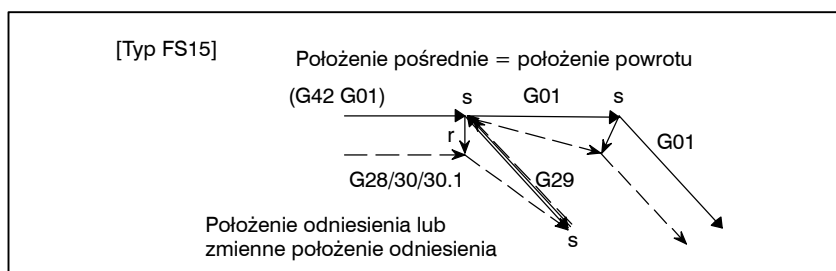 [Typ FS15]
Położenie pośrednie = położenie powrotu
(G42 G01)
s
G01
s
r
G01
G28/30/30.1
G29
Położenie odniesienia lub
zmienne położenie odniesienia
s